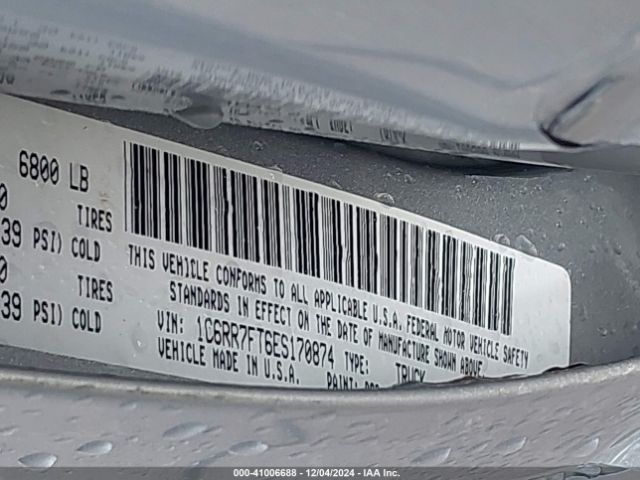 6800 LB
0 TIRES
39 PSI) COLD
0 TIRES
39 PSI) COLD
THIS VEHICLE CONFORMS TO ALL APPLICABLE U.S.A. FEDERAL MOTOR VEHICLE SAFETY
STANDARDS IN EFFECT ON THE DATE OF MANUFACTURE SHOWN ABOVE
VIN: 1C6RR7FT6ES170874 TYPE: TRUCK
VEHICLE MADE IN U.S.A. PAINT:
000-41006688 - 12/04/2024 - IAA Inc.